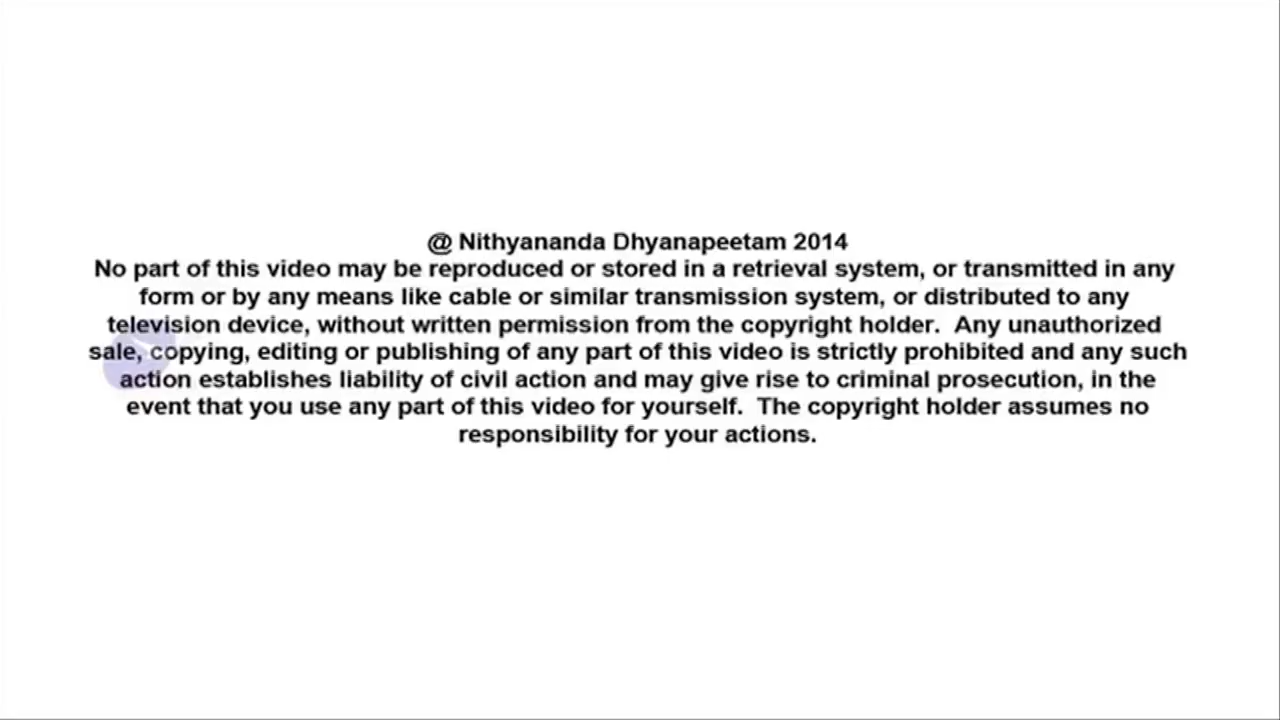 @ Nithyananda Dhyanapeetam 2014
No part of this video may be reproduced or stored in a retrieval system, or transmitted in any
form or by any means like cable or similar transmission system, or distributed to any
television device, without written permission from the copyright holder.  Any unauthorized
sale, copying, editing or publishing of any part of this video is strictly prohibited and any such
action establishes liability of civil action and may give rise to criminal prosecution, in the
event that you use any part of this video for yourself.  The copyright holder assumes no
responsibility for your actions.